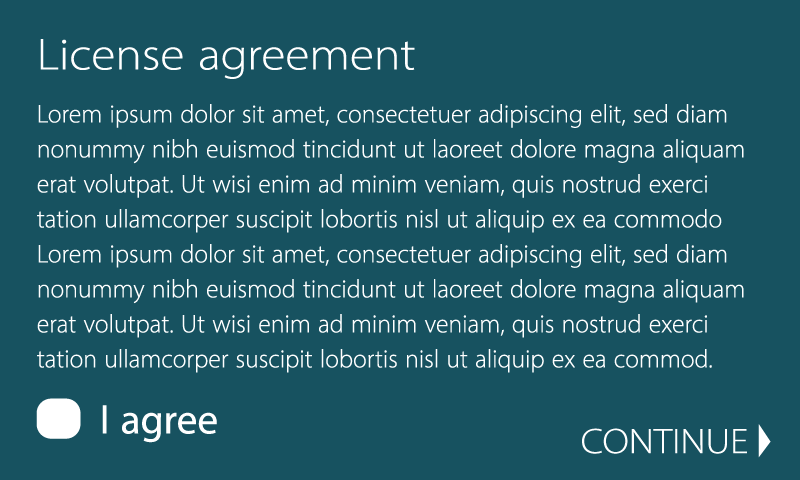 License agreement
Lorem ipsum dolor sit amet, consectetuer adipiscing elit, sed diam
nonummy nibh euismod tincidunt ut laoreet dolore magna aliquam
erat volutpat. Ut wisi enim ad minim veniam, quis nostrud exerci
tation ullamcorper suscipit lobortis nisl ut aliquip ex ea commodo
Lorem ipsum dolor sit amet, consectetuer adipiscing elit, sed diam
nonummy nibh euismod tincidunt ut laoreet dolore magna aliquam
erat volutpat. Ut wisi enim ad minim veniam, quis nostrud exerci
tation ullamcorper suscipit lobortis nisl ut aliquip ex ea commod.
I agree
CONTINUE